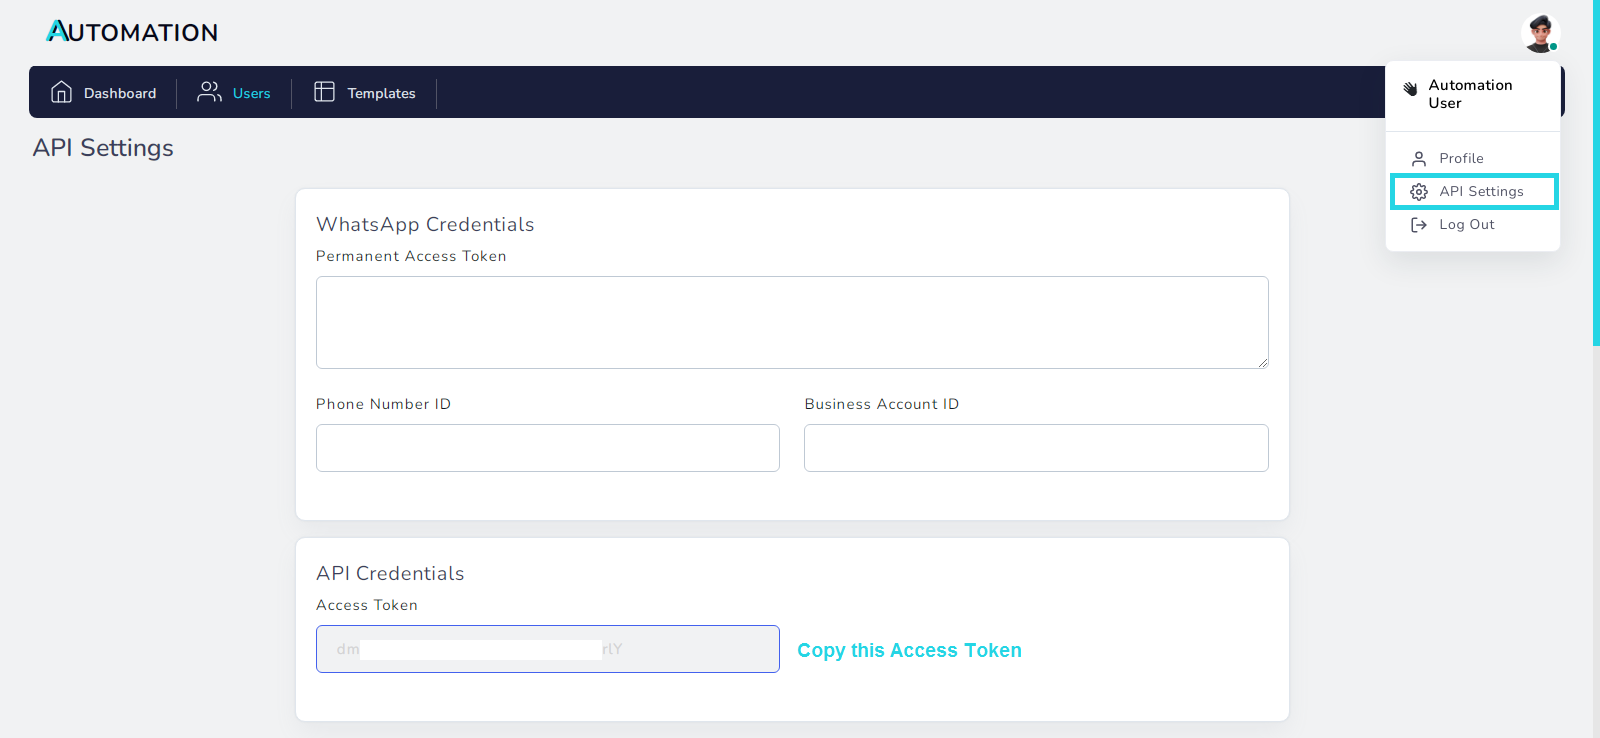 AUTOMATION
Dashboard
Users
Templates
Automation
User
Profile
API Settings
Log Out
API Settings
WhatsApp Credentials
Permanent Access Token
Phone Number ID
Business Account ID
API Credentials
Access Token
dm rlY
Copy this Access Token